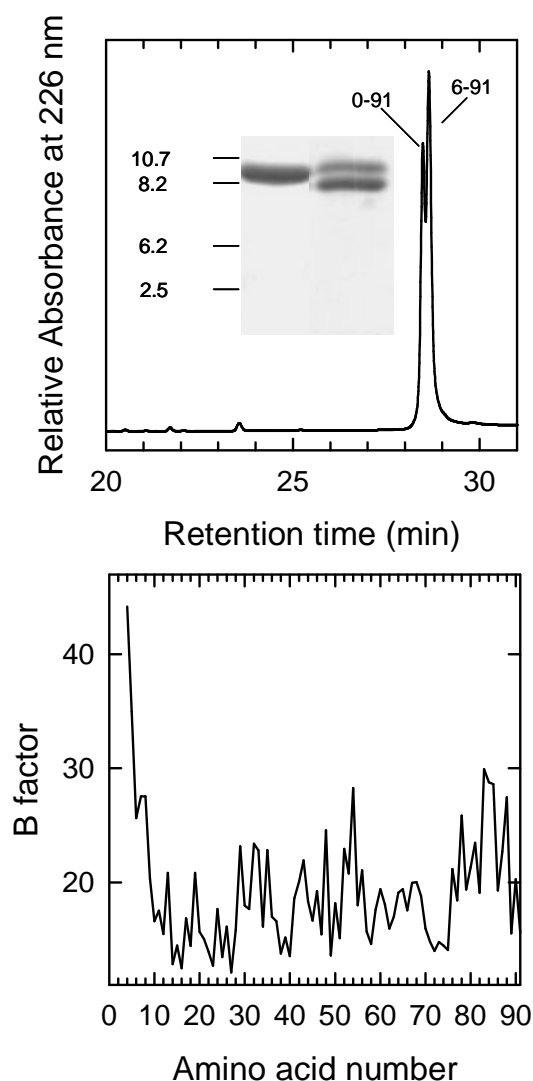 Relative Absorbance at 226 nm
0-91
6-91
10.7
8.2
6.2
2.5
20 25 30
Retention time (min)
B factor
40
30
20
0 10 20 30 40 50 60 70 80 90
Amino acid number